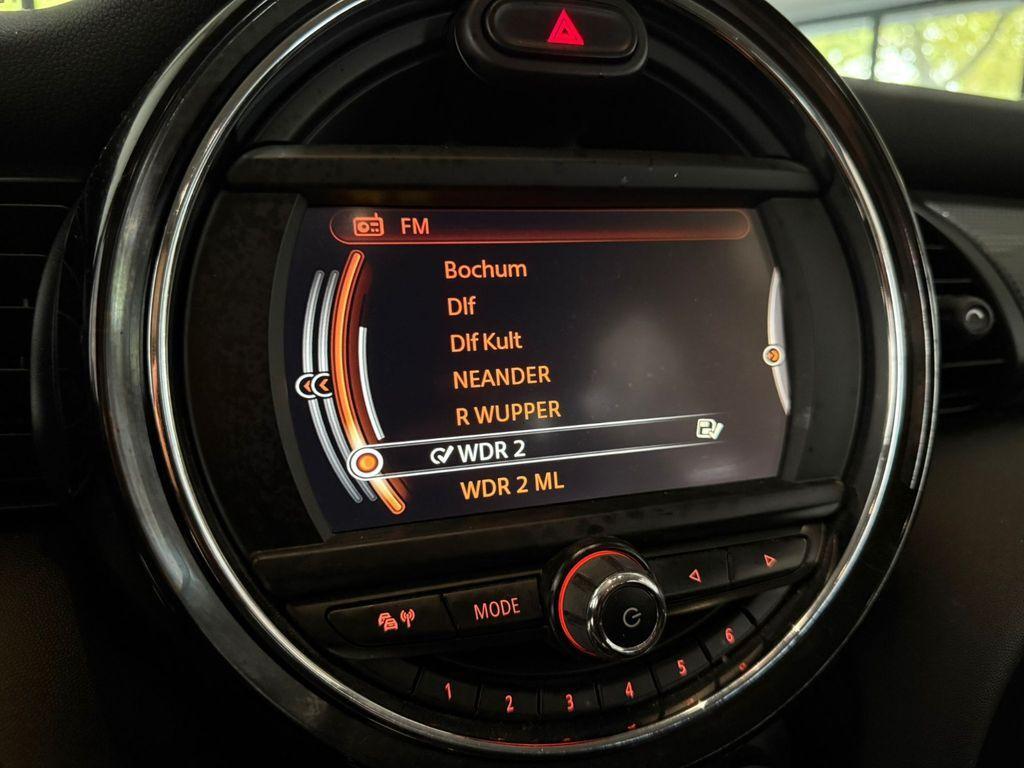 FM
Bochum
Dlf
Dlf Kult
NEANDER
R WUPPER
WDR 2
WDR 2 ML
MODE
1 2 3 4 5 6